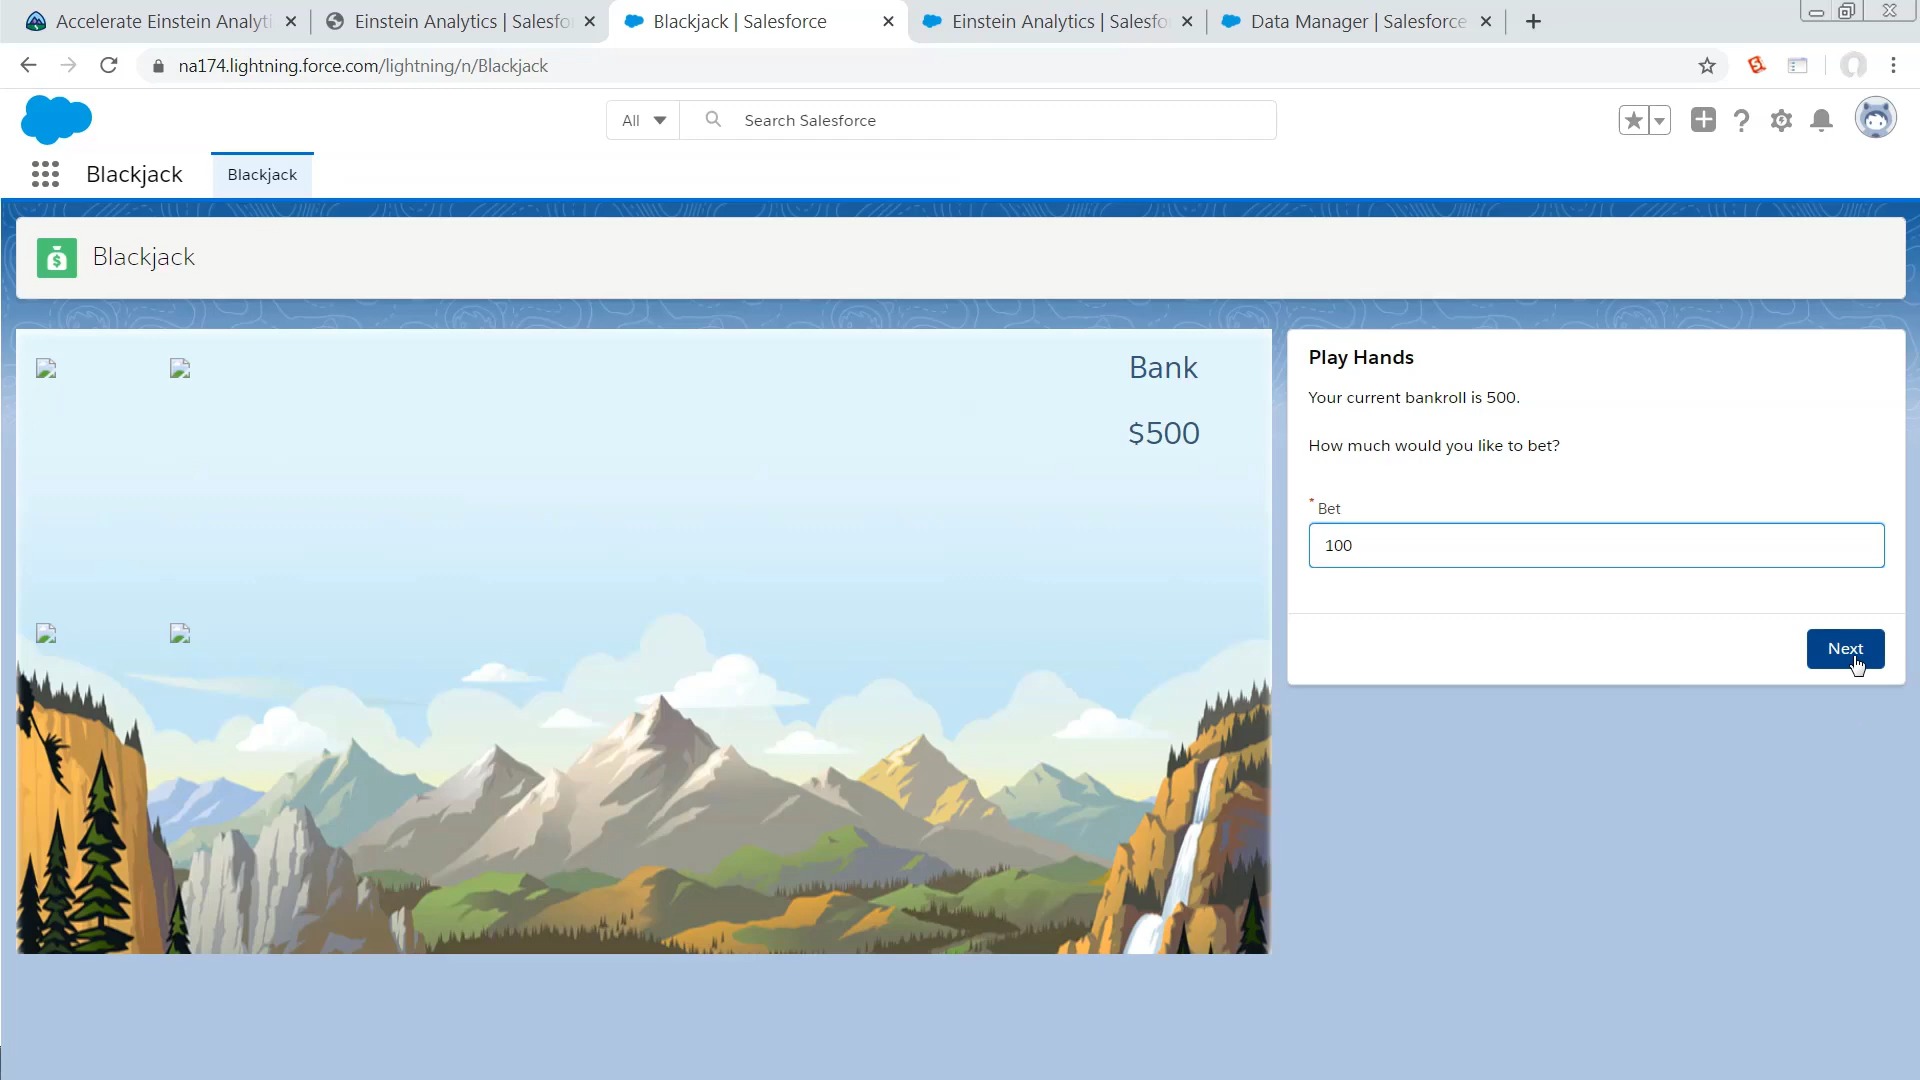 Accelerate Einstein Analyti
Einstein Analytics | Salesfo
Blackjack | Salesforce
Einstein Analytics | Salesfo
Data Manager | Salesforce
na174.lightning.force.com/lightning/n/Blackjack
All
Search Salesforce
Blackjack
Blackjack
Blackjack
Bank
$500
Play Hands
Your current bankroll is 500.
How much would you like to bet?
* Bet
100
Next